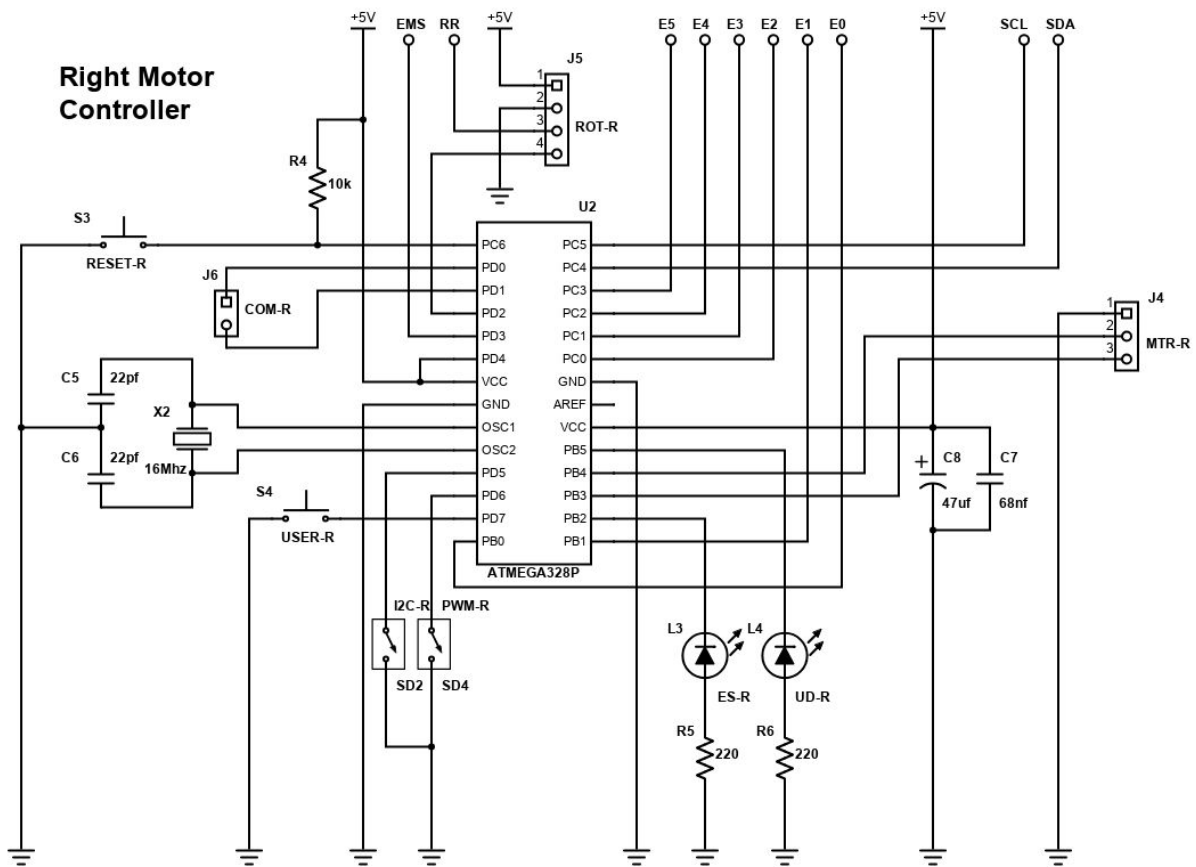 +5V EMS RR +5V E5 E4 E3 E2 E1 E0 +5V SCL SDA
Right Motor
Controller
J5
1
2
3
4
ROT-R
R4
10k
S3
RESET-R
U2
J6
COM-R
PC6
PD0
PD1
PD2
PD3
PD4
VCC
GND
OSC1
OSC2
PD5
PD6
PD7
PB0
PC5
PC4
PC3
PC2
PC1
PC0
GND
AREF
VCC
PB5
PB4
PB3
PB2
PB1
ATMEGA328P
J4
1
2
3
MTR-R
C5 22pf
X2
C6 22pf
16Mhz
S4
USER-R
+
C8 C7
47uf 68nf
I2C-R PWM-R
SD2 SD4
L3 L4
ES-R UD-R
R5 R6
220 220